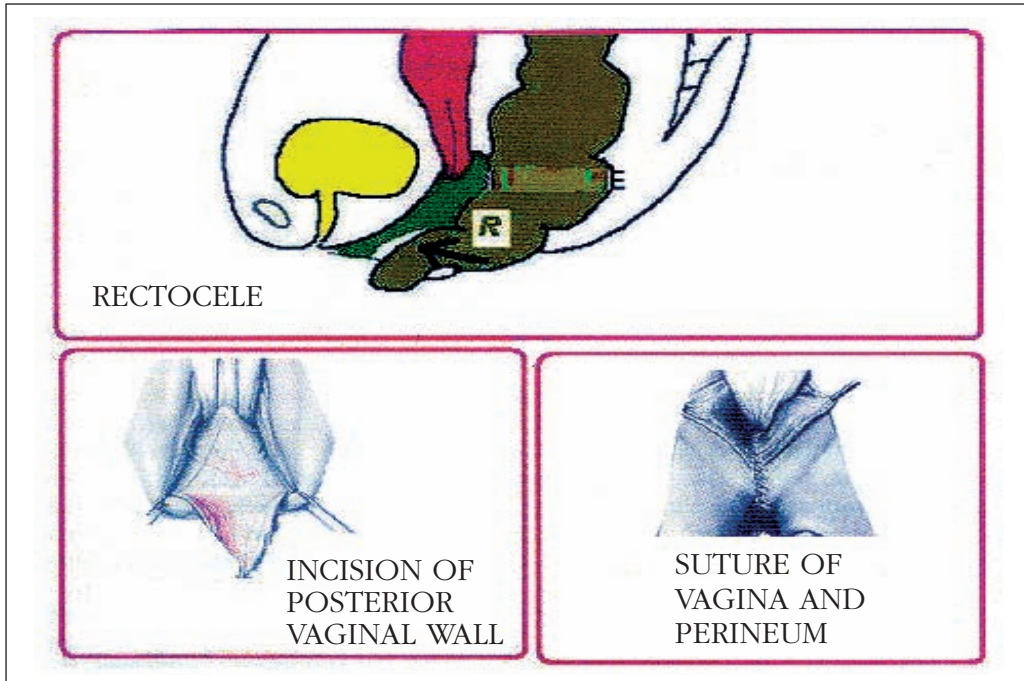 R
E
RECTOCELE
INCISION OF
POSTERIOR
VAGINAL WALL
SUTURE OF
VAGINA AND
PERINEUM